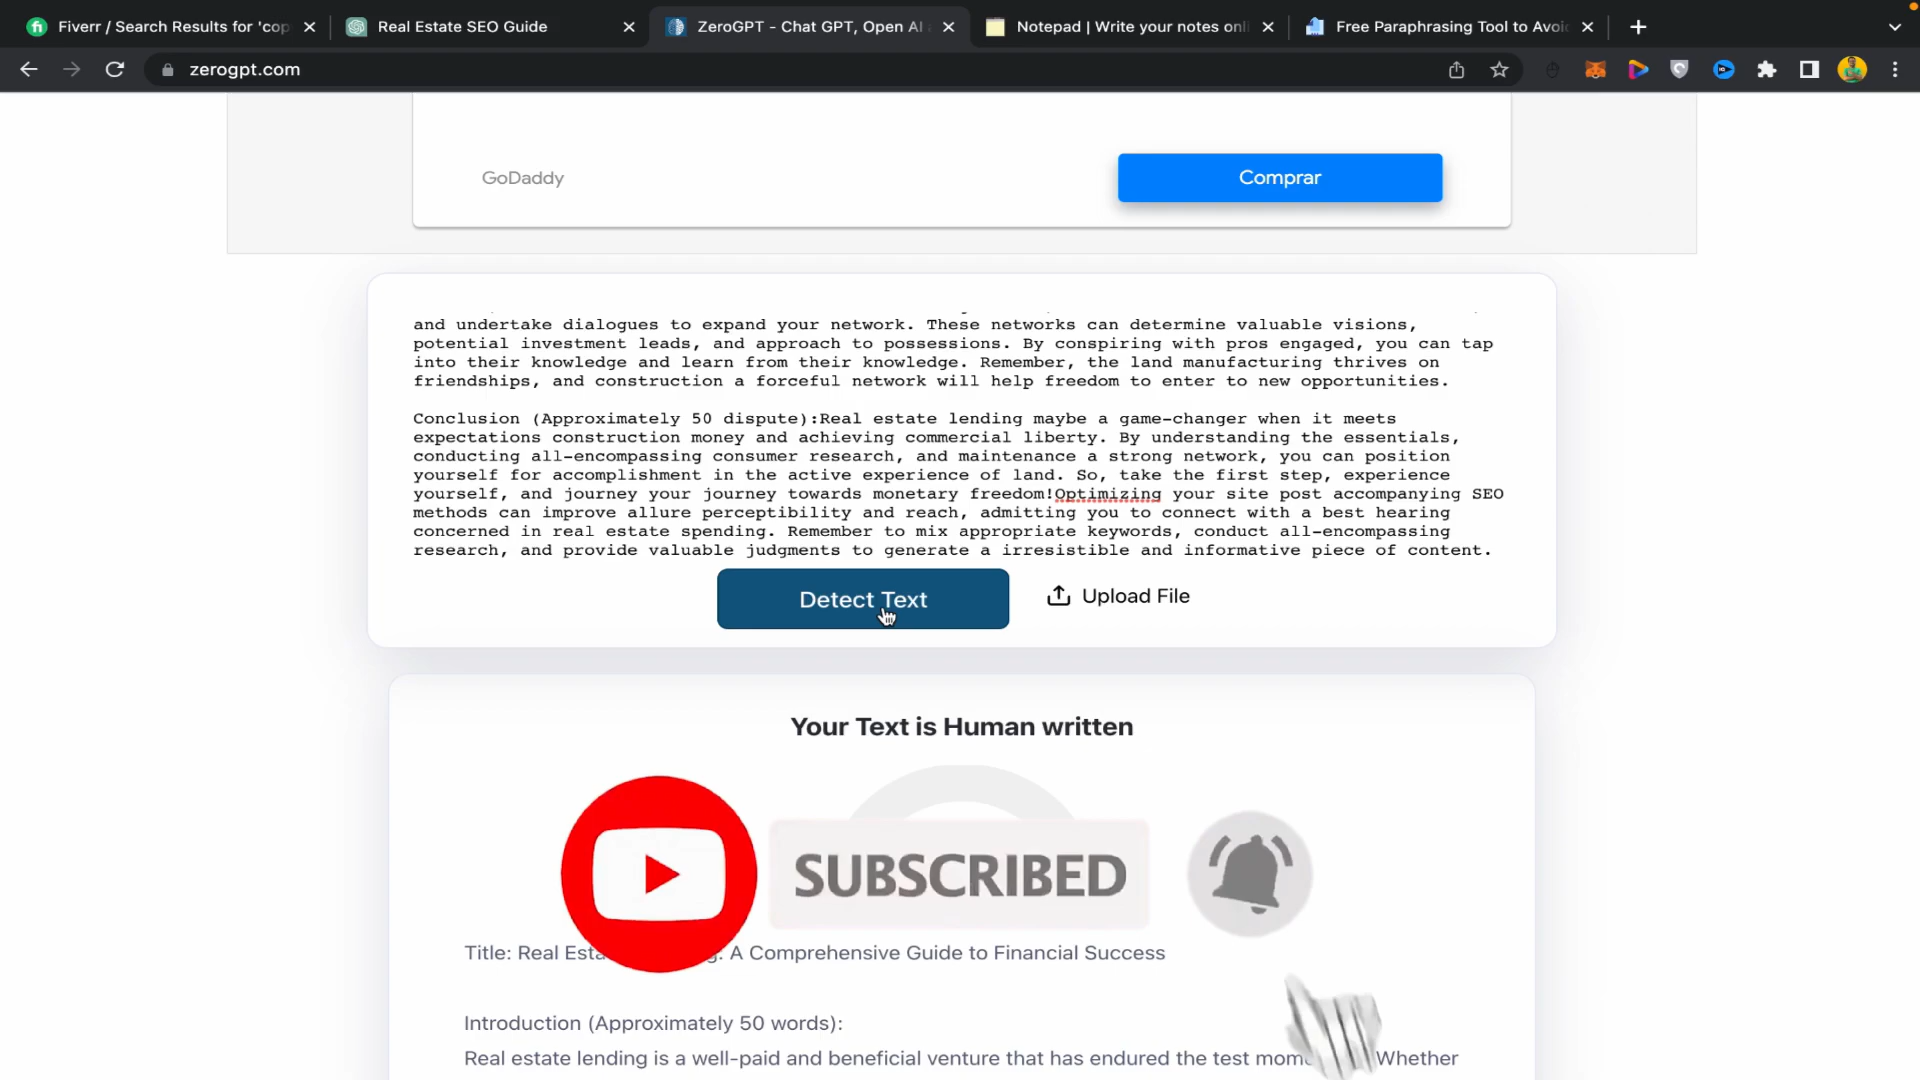 Fiverr / Search Results for 'cop
Real Estate SEO Guide
ZeroGPT - Chat GPT, Open AI
Notepad | Write your notes onl
Free Paraphrasing Tool to Avoi
zerogpt.com
GoDaddy
Comprar
and undertake dialogues to expand your network. These networks can determine valuable visions,
potential investment leads, and approach to possessions. By conspiring with pros engaged, you can tap
into their knowledge and learn from their knowledge. Remember, the land manufacturing thrives on
friendships, and construction a forceful network will help freedom to enter to new opportunities.
Conclusion (Approximately 50 dispute):Real estate lending maybe a game-changer when it meets
expectations construction money and achieving commercial liberty. By understanding the essentials,
conducting all-encompassing consumer research, and maintenance a strong network, you can position
yourself for accomplishment in the active experience of land. So, take the first step, experience
yourself, and journey your journey towards monetary freedom!Optimizing your site post accompanying SEO
methods can improve allure perceptibility and reach, admitting you to connect with a best hearing
concerned in real estate spending. Remember to mix appropriate keywords, conduct all-encompassing
research, and provide valuable judgments to generate a irresistible and informative piece of content.
Detect Text
Upload File
Your Text is Human written
SUBSCRIBED
Title: Real Esta g: A Comprehensive Guide to Financial Success
Introduction (Approximately 50 words):
Real estate lending is a well-paid and beneficial venture that has endured the test mom Whether